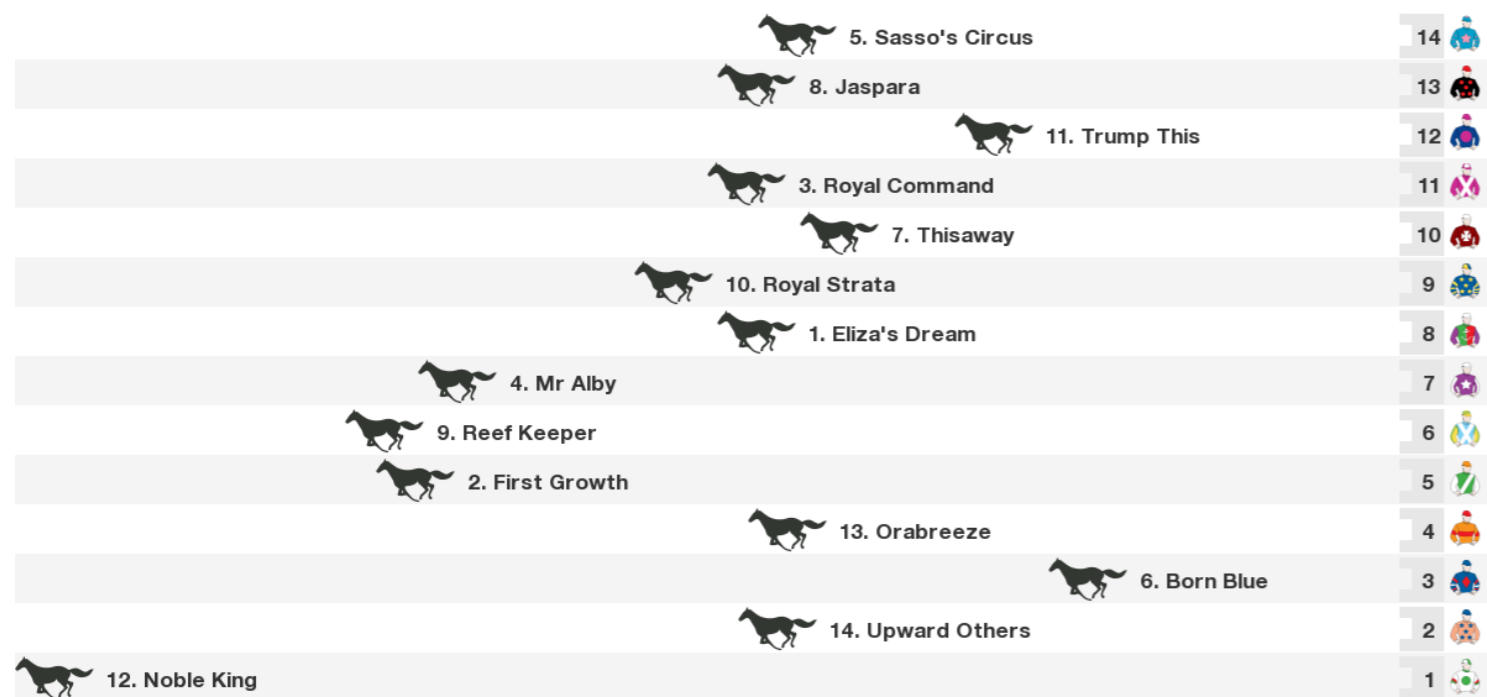 5. Sasso's Circus 14
8. Jaspara 13
11. Trump This 12
3. Royal Command 11
7. Thisaway 10
10. Royal Strata 9
1. Eliza's Dream 8
4. Mr Alby 7
9. Reef Keeper 6
2. First Growth 5
13. Orabreeze 4
6. Born Blue 3
14. Upward Others 2
12. Noble King 1